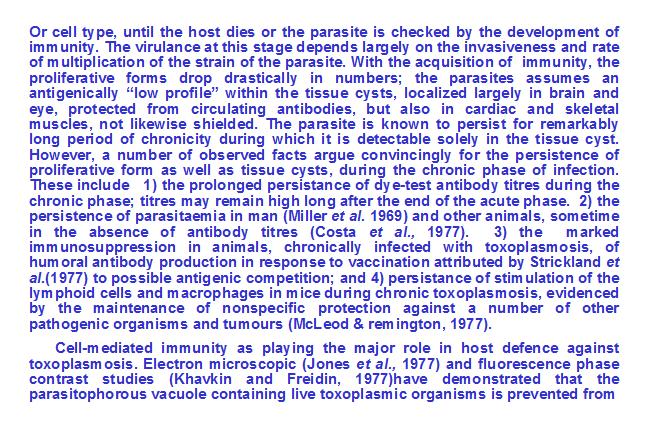 Or cell type, until the host dies or the parasite is checked by the development of
immunity. The virulance at this stage depends largely on the invasiveness and rate
of multiplication of the strain of the parasite. With the acquisition of immunity, the
proliferative forms drop drastically in numbers; the parasites assumes an
antigenically “low profile” within the tissue cysts, localized largely in brain and
eye, protected from circulating antibodies, but also in cardiac and skeletal
muscles, not likewise shielded. The parasite is known to persist for remarkably
long period of chronicity during which it is detectable solely in the tissue cyst.
However, a number of observed facts argue convincingly for the persistence of
proliferative form as well as tissue cysts, during the chronic phase of infection.
These include 1) the prolonged persistance of dye-test antibody titres during the
chronic phase; titres may remain high long after the end of the acute phase. 2) the
persistence of parasitaemia in man (Miller et al. 1969) and other animals, sometime
in the absence of antibody titres (Costa et al., 1977). 3) the marked
immunosuppression in animals, chronically infected with toxoplasmosis, of
humoral antibody production in response to vaccination attributed by Strickland et
al.(1977) to possible antigenic competition; and 4) persistance of stimulation of the
lymphoid cells and macrophages in mice during chronic toxoplasmosis, evidenced
by the maintenance of nonspecific protection against a number of other
pathogenic organisms and tumours (McLeod & remington, 1977).
Cell-mediated immunity as playing the major role in host defence against
toxoplasmosis. Electron microscopic (Jones et al., 1977) and fluorescence phase
contrast studies (Khavkin and Freidin, 1977)have demonstrated that the
parasitophorous vacuole containing live toxoplasmic organisms is prevented from